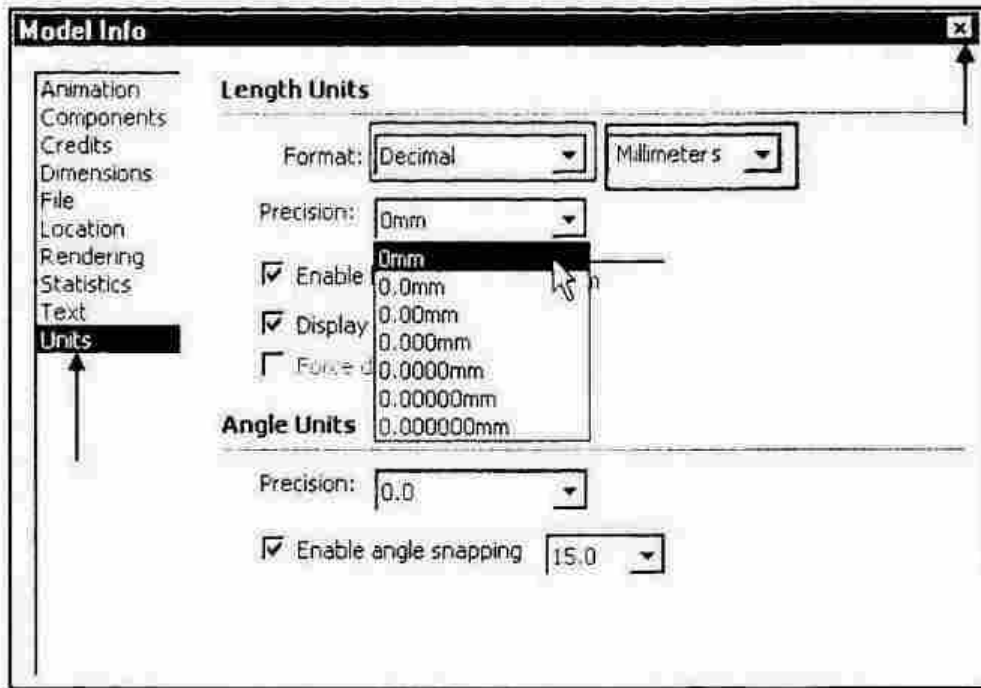 Model Info
Animation
Components
Credits
Dimensions
File
Location
Rendering
Statistics
Text
Units
Length Units
Format: Decimal Millimeters
Precision: 0mm
0mm
0.0mm
0.00mm
0.000mm
0.0000mm
0.00000mm
0.000000mm
Enable
Display
Force
Angle Units
Precision: 0.0
Enable angle snapping 15.0